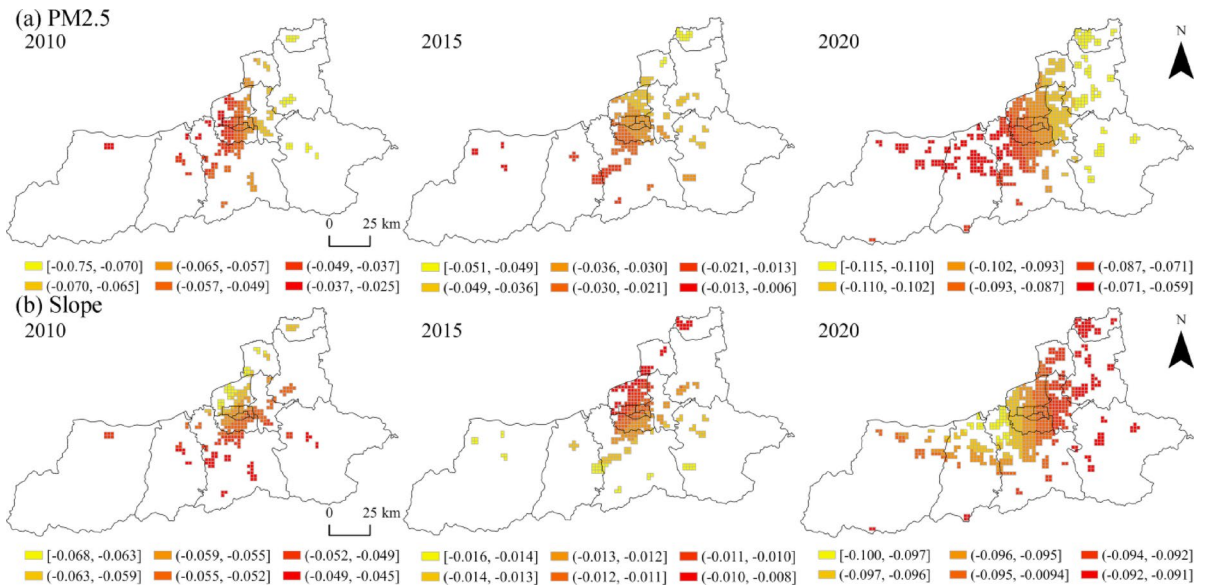 (a) PM2.5
2010 2015 2020
N
0 25 km
[-0.0.75, -0.070] (-0.065, -0.057] (-0.049, -0.037] [-0.051, -0.049] (-0.036, -0.030] (-0.021, -0.013] [-0.115, -0.110] (-0.102, -0.093] (-0.087, -0.071]
(-0.070, -0.065] (-0.057, -0.049] (-0.037, -0.025] (-0.049, -0.036] (-0.030, -0.021] (-0.013, -0.006] (-0.110, -0.102] (-0.093, -0.087] (-0.071, -0.059]
(b) Slope
2010 2015 2020
N
0 25 km
[-0.068, -0.063] (-0.059, -0.055] (-0.052, -0.049] [-0.016, -0.014] (-0.013, -0.012] (-0.011, -0.010] [-0.100, -0.097] (-0.096, -0.095] (-0.094, -0.092]
(-0.063, -0.059] (-0.055, -0.052] (-0.049, -0.045] (-0.014, -0.013] (-0.012, -0.011] (-0.010, -0.008] (-0.097, -0.096] (-0.095, -0.0094] (-0.092, -0.091]